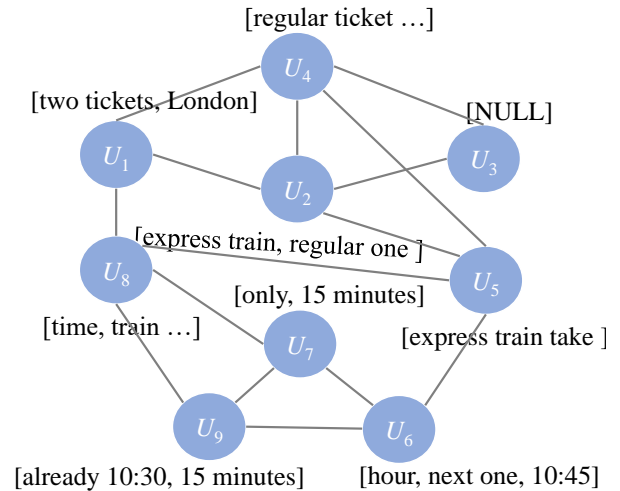 [regular ticket …]
U4
[two tickets, London]
[NULL]
U1
U2
U3
[express train, regular one ]
U8
U5
[only, 15 minutes]
[time, train …]
U7
[express train take ]
U9
U6
[already 10:30, 15 minutes]
[hour, next one, 10:45]